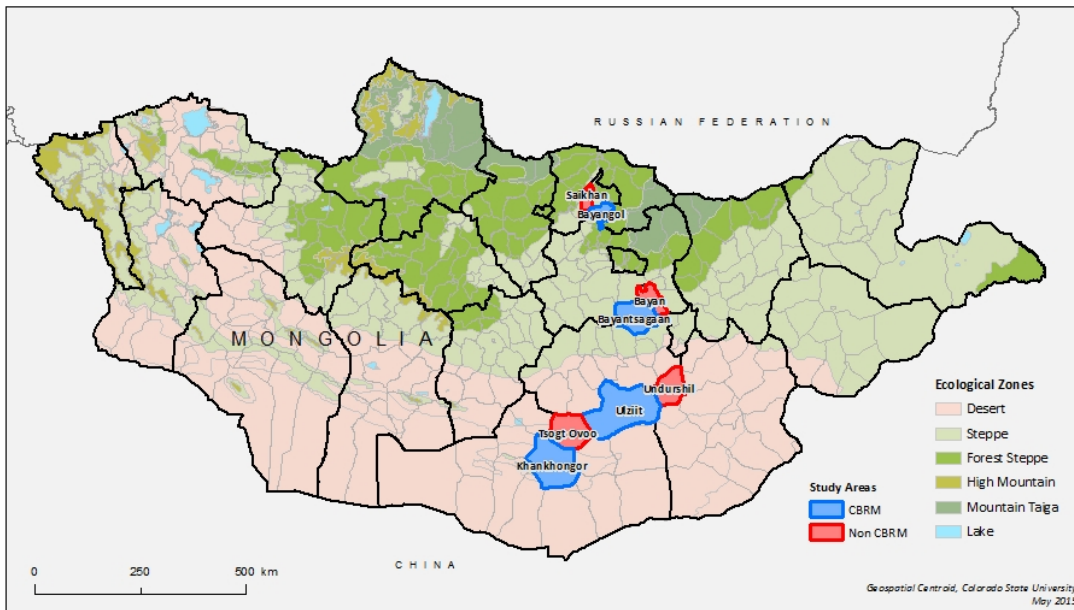 RUSSIAN FEDERATION
Saikhan
Bayangol
Bayan
Bayantsagaan
MONGOLIA
Undurshil
Ulziit
Tsogt Ovoo
Khankhongor
Ecological Zones
Desert
Steppe
Forest Steppe
High Mountain
Mountain Taiga
Lake
Study Areas
CBRM
Non CBRM
0 250 500 km
CHINA
Geospatial Centroid, Colorado State University
May 2015